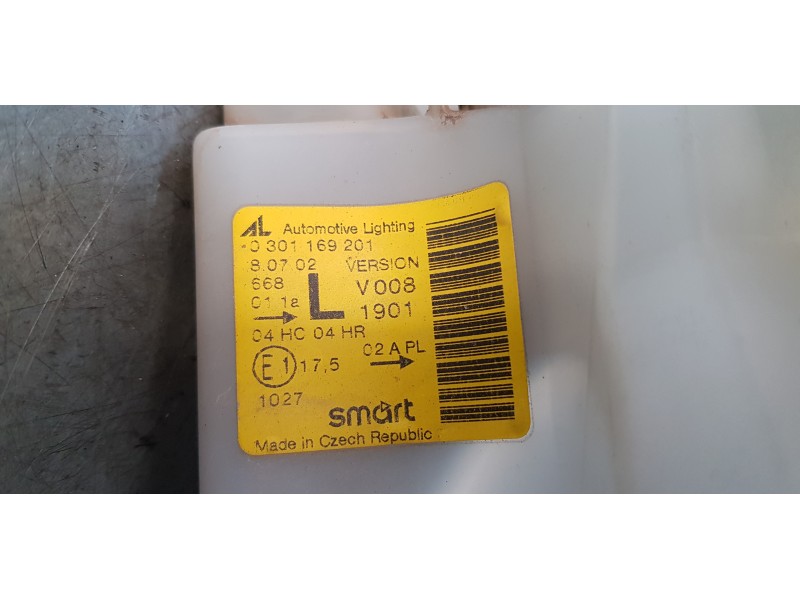 AL Automotive Lighting
0 301 169 201
8.07.02 VERSION
668 L V008
01 1a 1901
04 HC 04 HR
E1 17,5 02 A PL
1027
smart
Made in Czech Republic